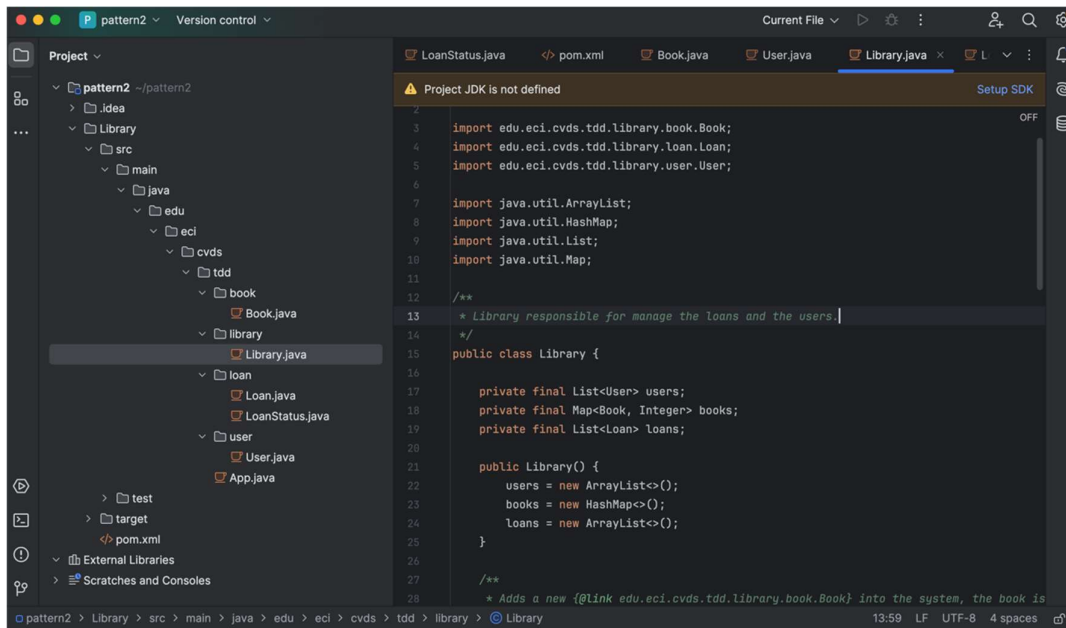 P pattern2 Version control Current File
Project
LoanStatus.java </> pom.xml Book.java User.java Library.java
Project JDK is not defined Setup SDK
OFF
pattern2 ~/pattern2
.idea
Library
src
main
java
edu
eci
cvds
tdd
book
Book.java
library
Library.java
loan
Loan.java
LoanStatus.java
user
User.java
App.java
test
target
</> pom.xml
External Libraries
Scratches and Consoles
2
3 import edu.eci.cvds.tdd.library.book.Book;
4 import edu.eci.cvds.tdd.library.loan.Loan;
5 import edu.eci.cvds.tdd.library.user.User;
6
7 import java.util.ArrayList;
8 import java.util.HashMap;
9 import java.util.List;
10 import java.util.Map;
11
12 /**
13 * Library responsible for manage the loans and the users.
14 */
15 public class Library {
16
17 private final List<User> users;
18 private final Map<Book, Integer> books;
19 private final List<Loan> loans;
20
21 public Library() {
22 users = new ArrayList<>();
23 books = new HashMap<>();
24 loans = new ArrayList<>();
25 }
26
27 /**
28 * Adds a new {@link edu.eci.cvds.tdd.library.book.Book} into the system, the book is
pattern2 > Library > src > main > java > edu > eci > cvds > tdd > library > © Library 13:59 LF UTF-8 4 spaces